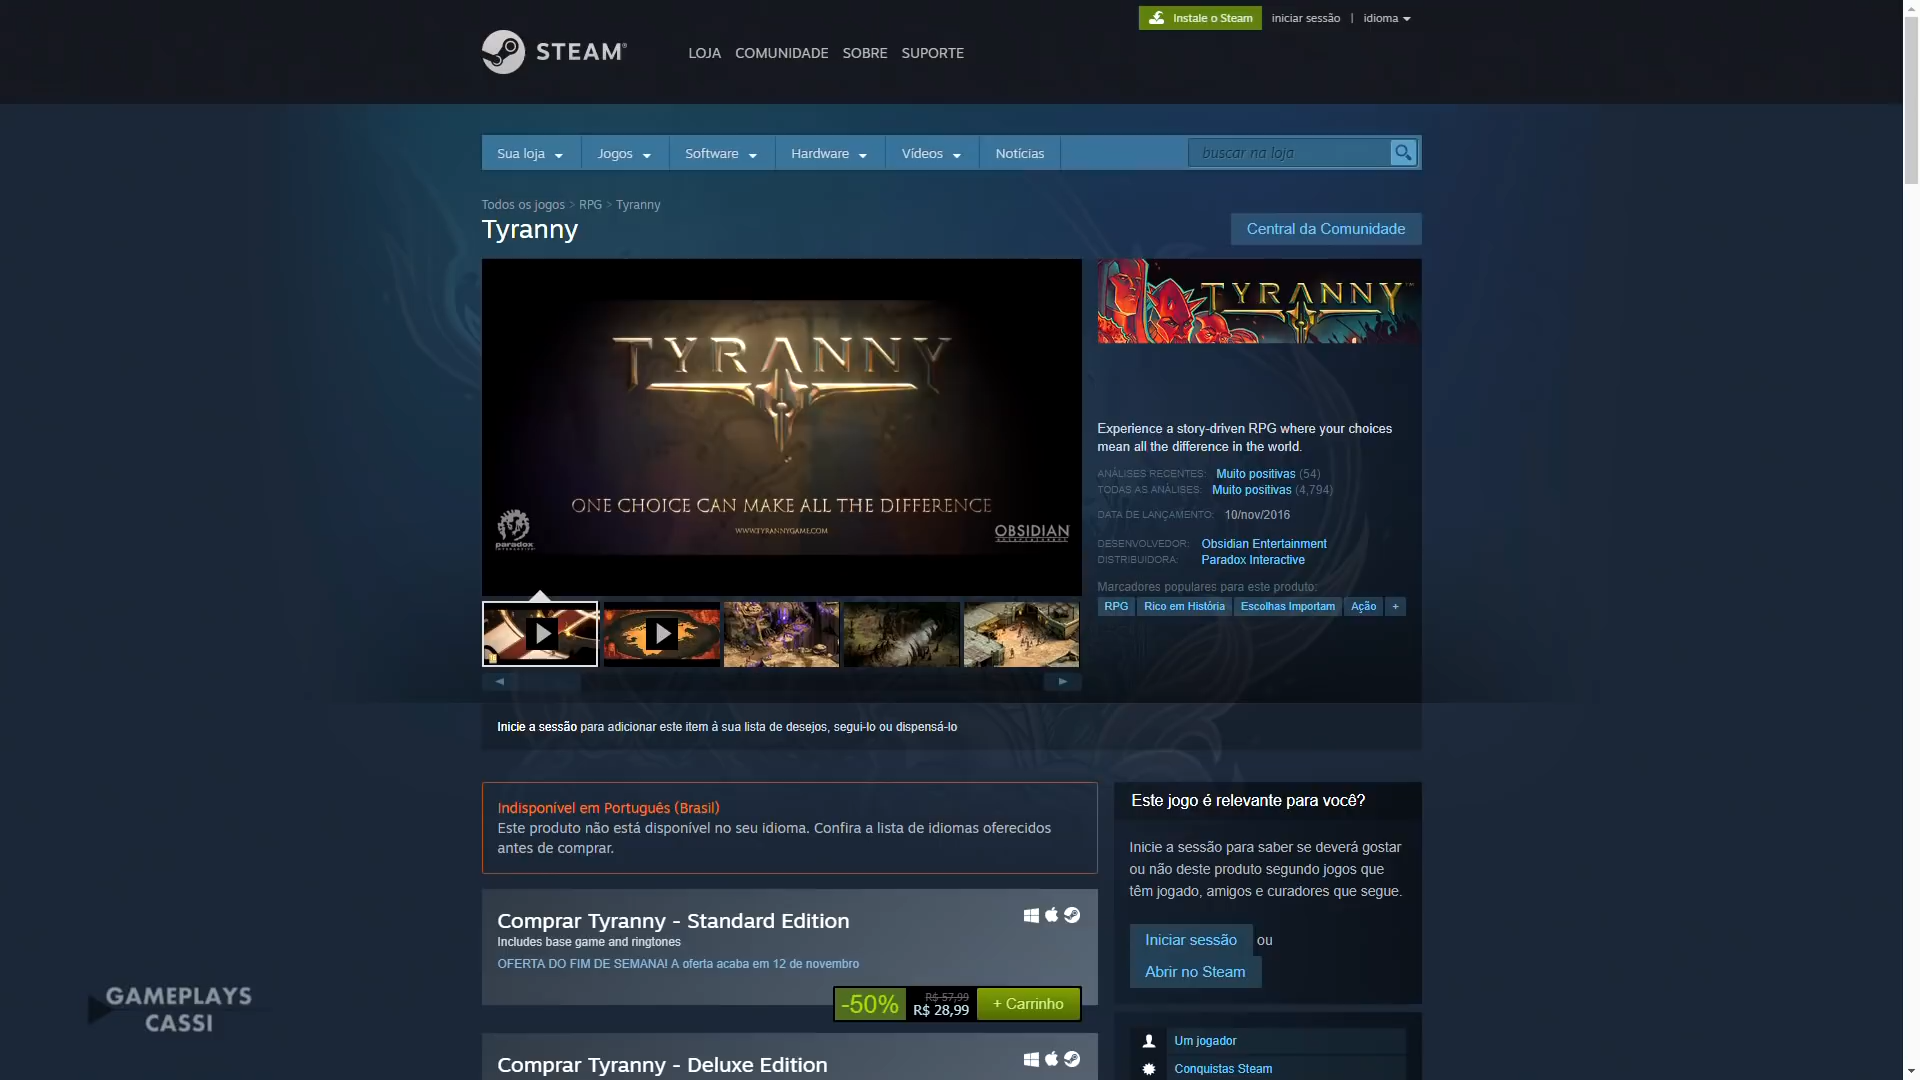 Instale o Steam iniciar sessão | idioma
STEAM®
LOJA COMUNIDADE SOBRE SUPORTE
Sua loja Jogos Software Hardware Vídeos Notícias buscar na loja
Todos os jogos > RPG > Tyranny
Tyranny
Central da Comunidade
TYRANNY
ONE CHOICE CAN MAKE ALL THE DIFFERENCE
WWW.TYRANNYGAME.COM
paradox
OBSIDIAN
TYRANNY™
Experience a story-driven RPG where your choices
mean all the difference in the world.
ANÁLISES RECENTES: Muito positivas (54)
TODAS AS ANÁLISES: Muito positivas (4,794)
DATA DE LANÇAMENTO: 10/nov/2016
DESENVOLVEDOR: Obsidian Entertainment
DISTRIBUIDORA: Paradox Interactive
Marcadores populares para este produto:
RPG Rico em História Escolhas Importam Ação +
Inicie a sessão para adicionar este item à sua lista de desejos, segui-lo ou dispensá-lo
Indisponível em Português (Brasil)
Este produto não está disponível no seu idioma. Confira a lista de idiomas oferecidos
antes de comprar.
Comprar Tyranny - Standard Edition
Includes base game and ringtones
OFERTA DO FIM DE SEMANA! A oferta acaba em 12 de novembro
-50% R$ 57,99 R$ 28,99 + Carrinho
Comprar Tyranny - Deluxe Edition
Este jogo é relevante para você?
Inicie a sessão para saber se deverá gostar
ou não deste produto segundo jogos que
têm jogado, amigos e curadores que segue.
Iniciar sessão ou
Abrir no Steam
Um jogador
Conquistas Steam
GAMEPLAYS
CASSI